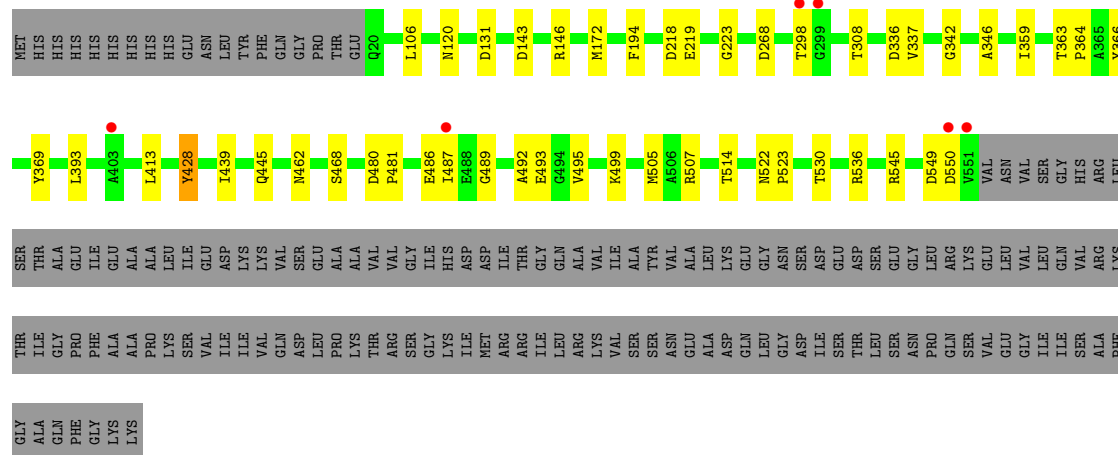 MET HIS HIS HIS HIS HIS HIS HIS HIS GLU ASN LEU TYR PHE GLN GLY PRO THR GLU Q20 L106 N120 D131 D143 R146 M172 F194 D218 E219 G223 D268 T298 G299 T308 D336 V337 G342 A346 I359 T363 P364 A365 Y366
Y369 L393 A403 L413 Y428 I439 Q445 N462 S468 D480 P481 E486 I487 E488 G489 A492 E493 G494 V495 K499 M505 A506 R507 T514 N522 P523 T530 R536 R545 D549 D550 V551 VAL ASN VAL SER GLY HIS ARG LEU
SER THR ALA GLU ILE GLU ALA ALA LEU ILE GLU ASP LYS LYS VAL SER GLU ALA ALA VAL VAL GLY ILE HIS ASP ASP ILE THR GLY GLN ALA VAL ILE ALA TYR VAL ALA LEU LYS GLU GLY ASN SER ASP GLU ASP SER GLU GLY LEU ARG LYS GLU LEU VAL LEU GLN VAL ARG LYS
THR ILE GLY PRO PHE ALA ALA PRO LYS SER VAL ILE ILE VAL GLN ASP LEU PRO LYS THR ARG SER GLY LYS ILE MET ARG ARG ILE LEU ARG LYS VAL SER SER ASN GLU ALA ASP GLN LEU GLY ASP ILE SER THR LEU SER ASN PRO GLN SER VAL GLU GLY ILE ILE SER ALA PHE
GLY ALA GLN PHE GLY LYS LYS